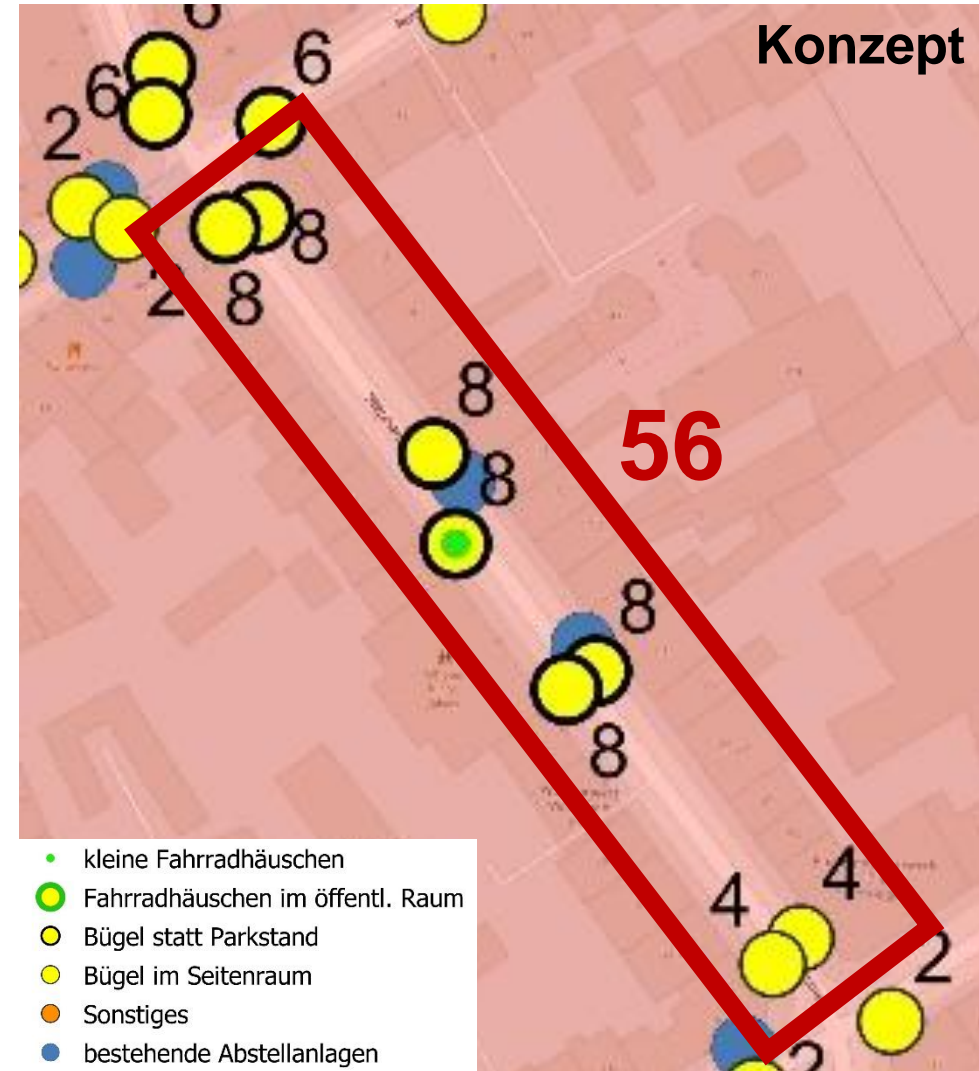 Konzept
6
6
6
2
8
2
8
8
56
8
8
8
4
4
2
2
kleine Fahrradhäuschen
Fahrradhäuschen im öffentl. Raum
Bügel statt Parkstand
Bügel im Seitenraum
Sonstiges
bestehende Abstellanlagen